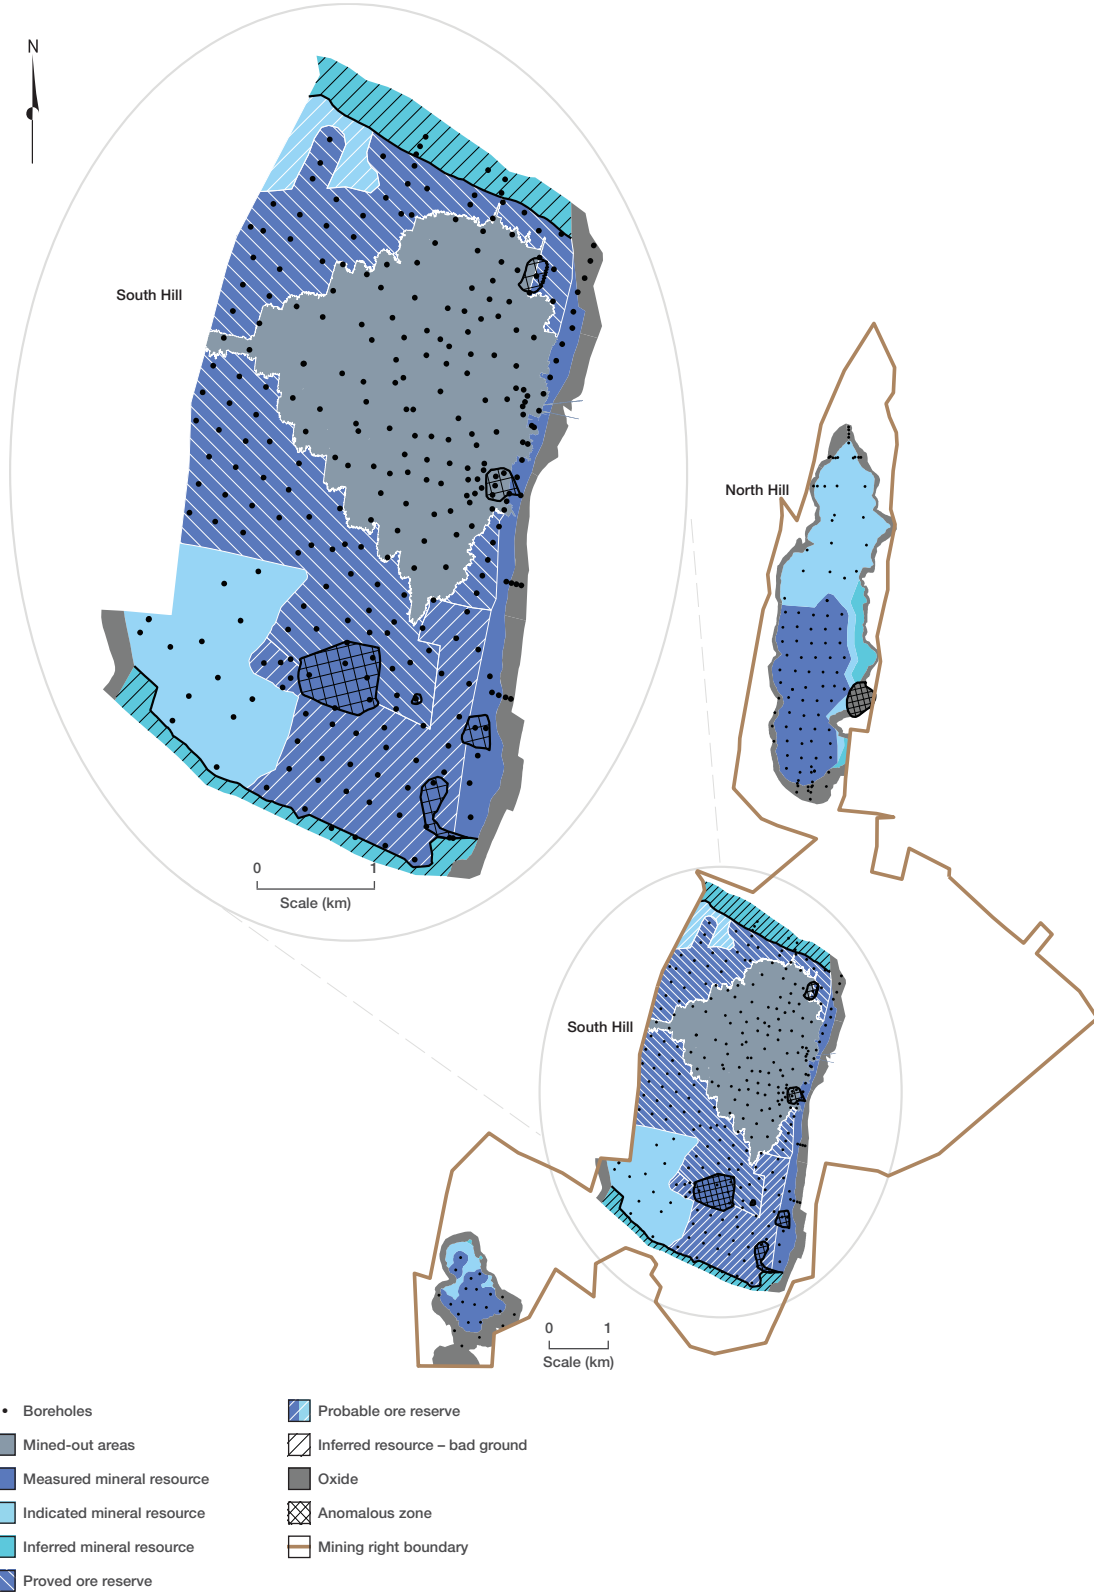 N
South Hill
0 1
Scale (km)
North Hill
South Hill
0 1
Scale (km)
Boreholes
Mined-out areas
Measured mineral resource
Indicated mineral resource
Inferred mineral resource
Proved ore reserve
Probable ore reserve
Inferred resource – bad ground
Oxide
Anomalous zone
Mining right boundary